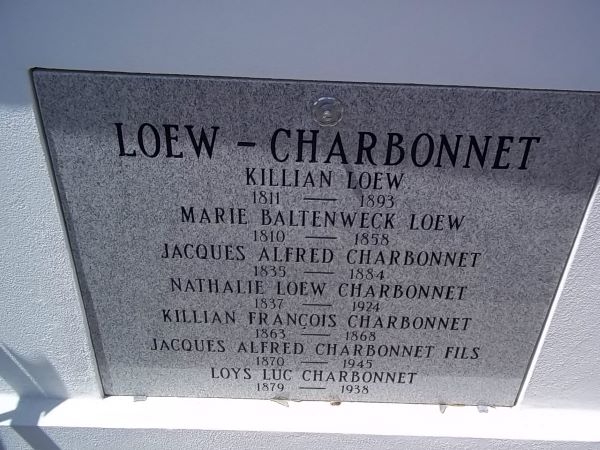 LOEW - CHARBONNET
KILLIAN LOEW
1811 — 1893
MARIE BALTENWECK LOEW
1810 — 1858
JACQUES ALFRED CHARBONNET
1835 — 1884
NATHALIE LOEW CHARBONNET
1837 — 1924
KILLIAN FRANÇOIS CHARBONNET
1863 — 1868
JACQUES ALFRED CHARBONNET FILS
1870 — 1945
LOYS LUC CHARBONNET
1879 — 1938